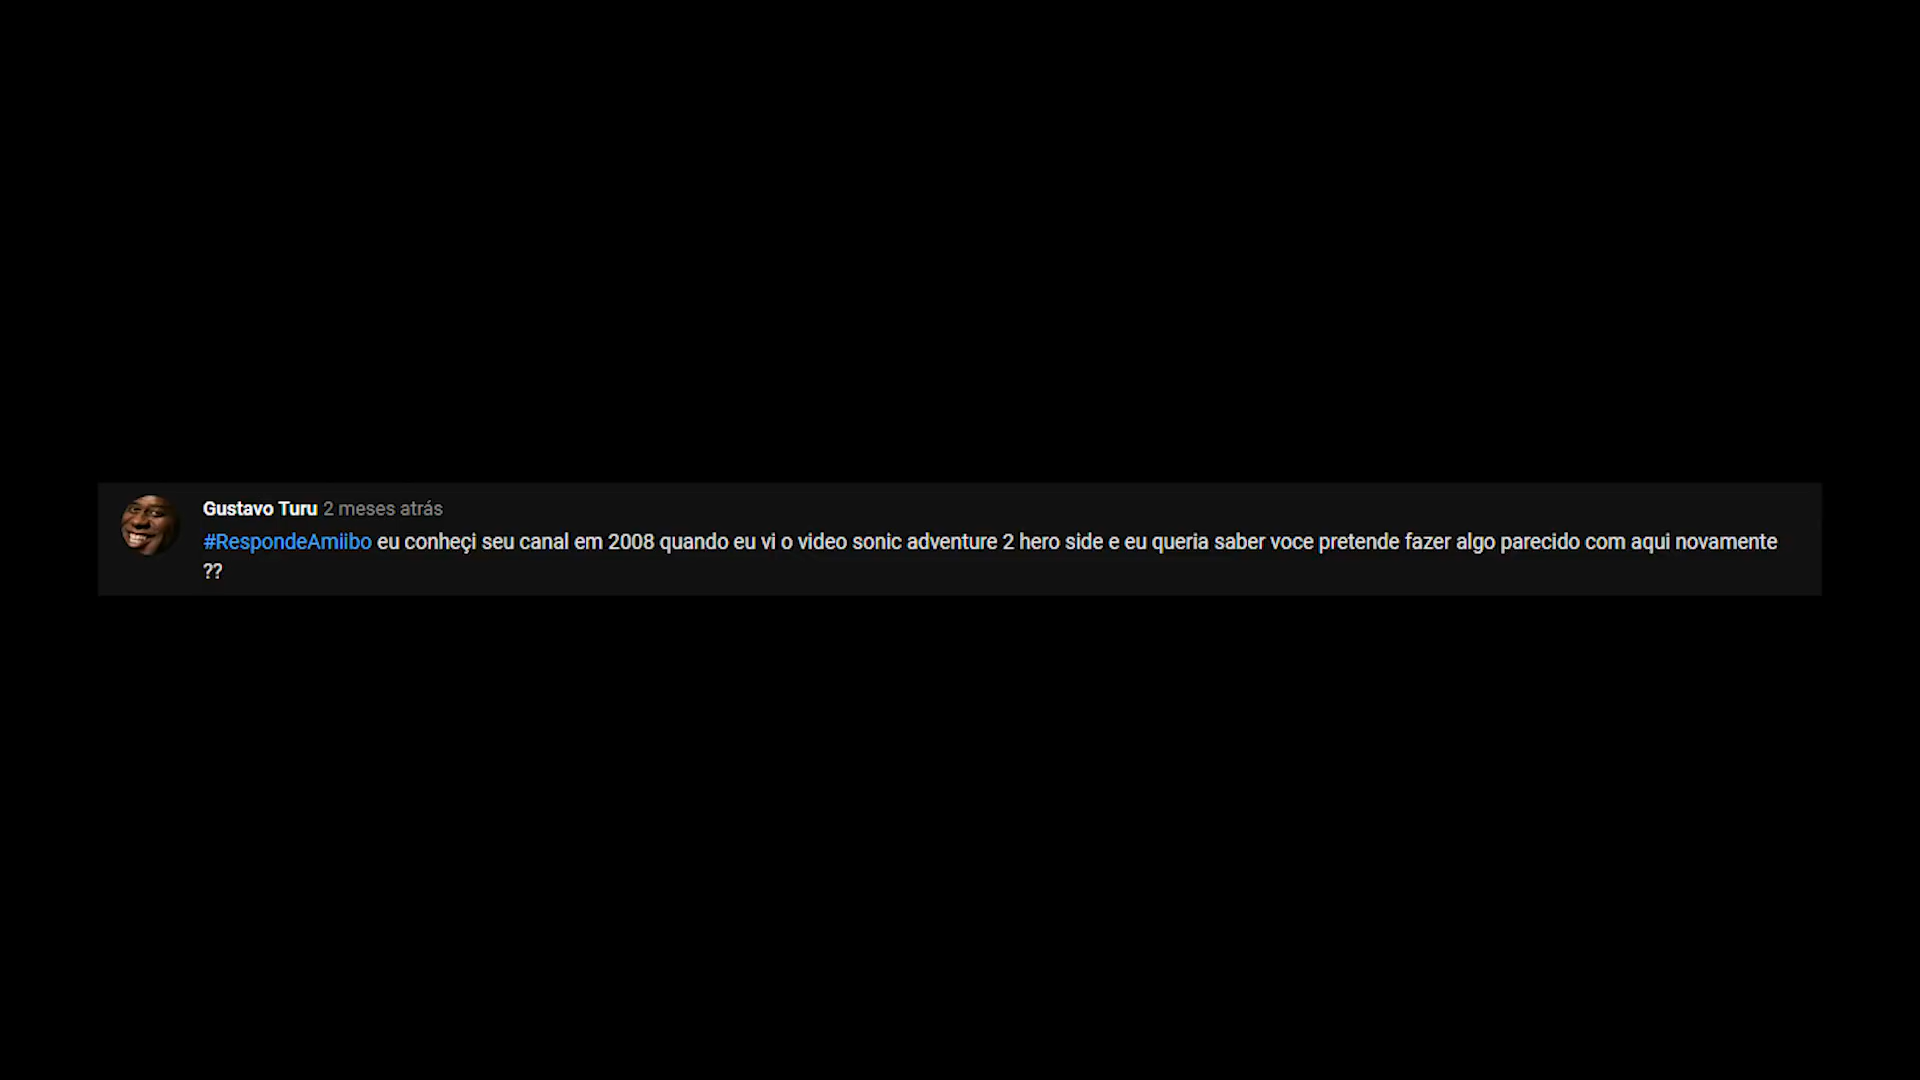 Gustavo Turu 2 meses atrás
#RespondeAmiibo eu conheçi seu canal em 2008 quando eu vi o video sonic adventure 2 hero side e eu queria saber voce pretende fazer algo parecido com aqui novamente
??